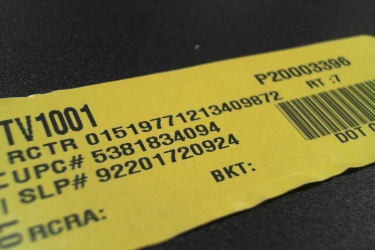 P20003396
TV1001 RT :7
RCTR 01519771213409872
UPC# 5381834094
SLP# 92201720924
DOT
BKT:
RCRA: